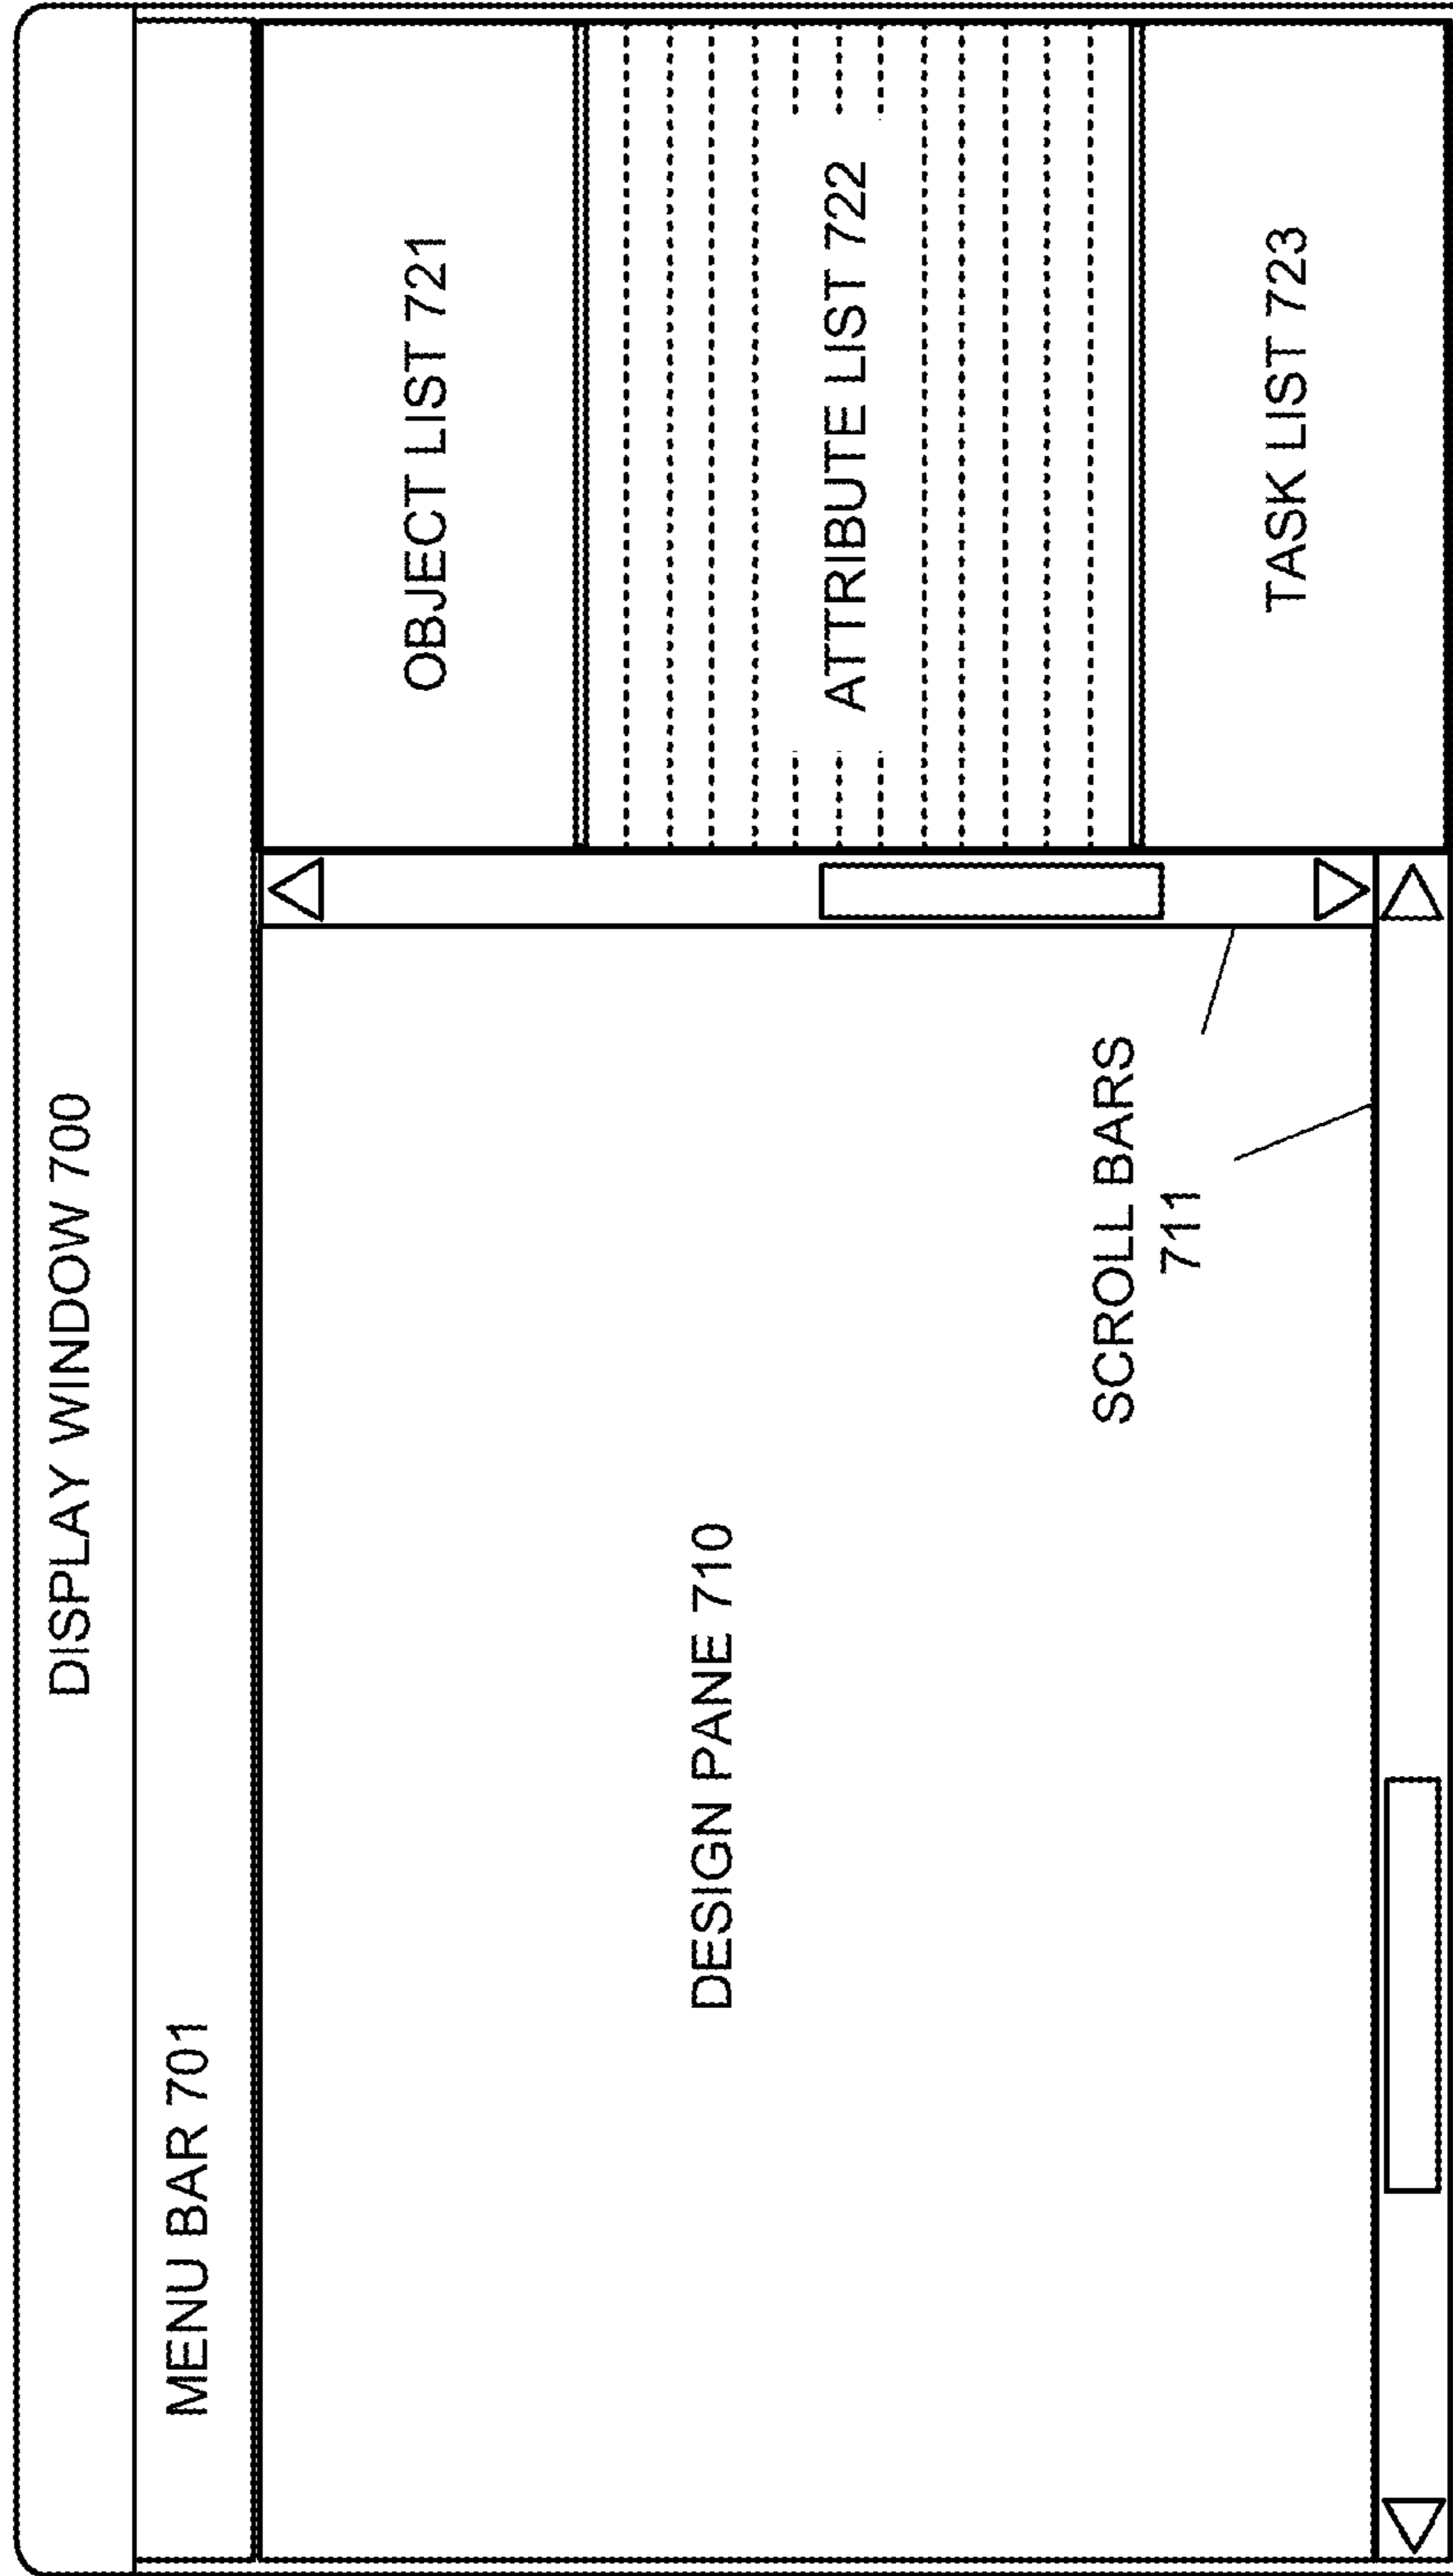 DISPLAY WINDOW 700
MENU BAR 701
DESIGN PANE 710
SCROLL BARS
711
OBJECT LIST 721
ATTRIBUTE LIST 722
TASK LIST 723